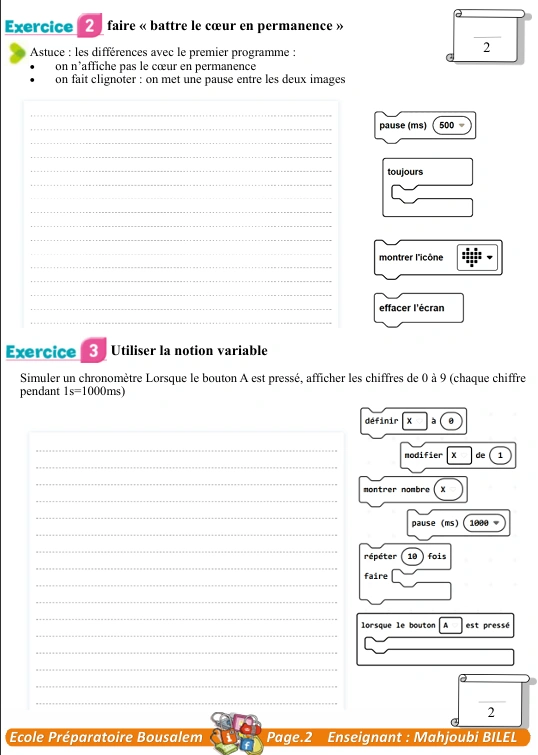 Exercice 2 faire « battre le cœur en permanence »
2
Astuce : les différences avec le premier programme :
• on n’affiche pas le cœur en permanence
• on fait clignoter : on met une pause entre les deux images
pause (ms) 500
toujours
montrer l'icône
effacer l'écran
Exercice 3 Utiliser la notion variable
Simuler un chronomètre Lorsque le bouton A est pressé, afficher les chiffres de 0 à 9 (chaque chiffre
pendant 1s=1000ms)
définir X à 0
modifier X de 1
montrer nombre X
pause (ms) 1000
répéter 10 fois
faire
lorsque le bouton A est pressé
2
Ecole Préparatoire Bousalem Page.2 Enseignant : Mahjoubi BILEL